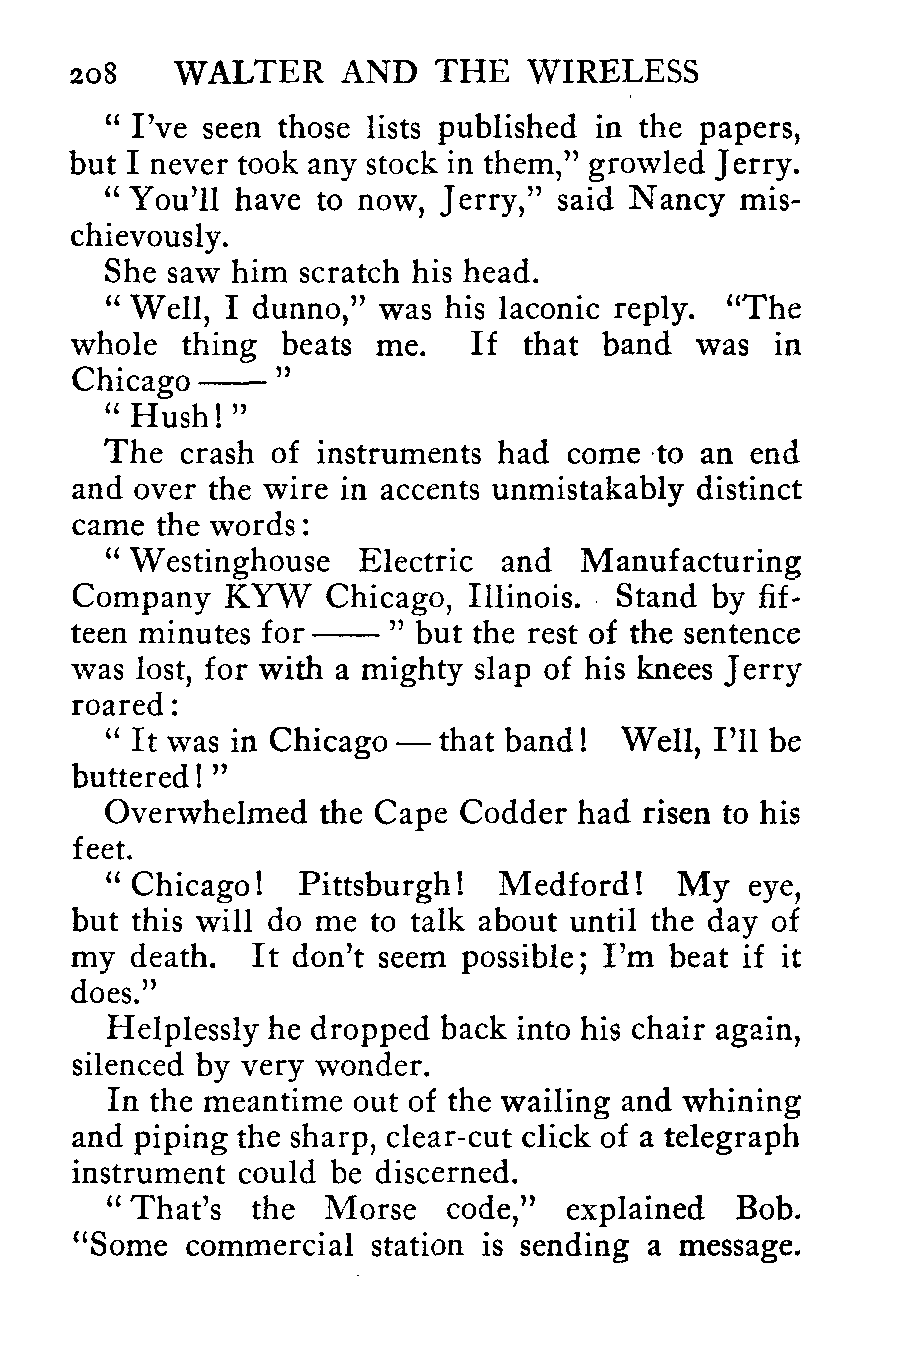 208 WALTER AND THE WIRELESS
“ I’ve seen those lists published in the papers,
but I never took any stock in them,” growled Jerry.
“ You’ll have to now, Jerry,” said Nancy mis-
chievously.
She saw him scratch his head.
“ Well, I dunno,” was his laconic reply. “The
whole thing beats me. If that band was in
Chicago —— ”
“ Hush! ”
The crash of instruments had come to an end
and over the wire in accents unmistakably distinct
came the words:
“ Westinghouse Electric and Manufacturing
Company KYW Chicago, Illinois. Stand by fif-
teen minutes for —— ” but the rest of the sentence
was lost, for with a mighty slap of his knees Jerry
roared:
“ It was in Chicago — that band! Well, I’ll be
buttered! ”
Overwhelmed the Cape Codder had risen to his
feet.
“ Chicago! Pittsburgh! Medford! My eye,
but this will do me to talk about until the day of
my death. It don’t seem possible; I’m beat if it
does.”
Helplessly he dropped back into his chair again,
silenced by very wonder.
In the meantime out of the wailing and whining
and piping the sharp, clear-cut click of a telegraph
instrument could be discerned.
“ That’s the Morse code,” explained Bob.
“Some commercial station is sending a message.